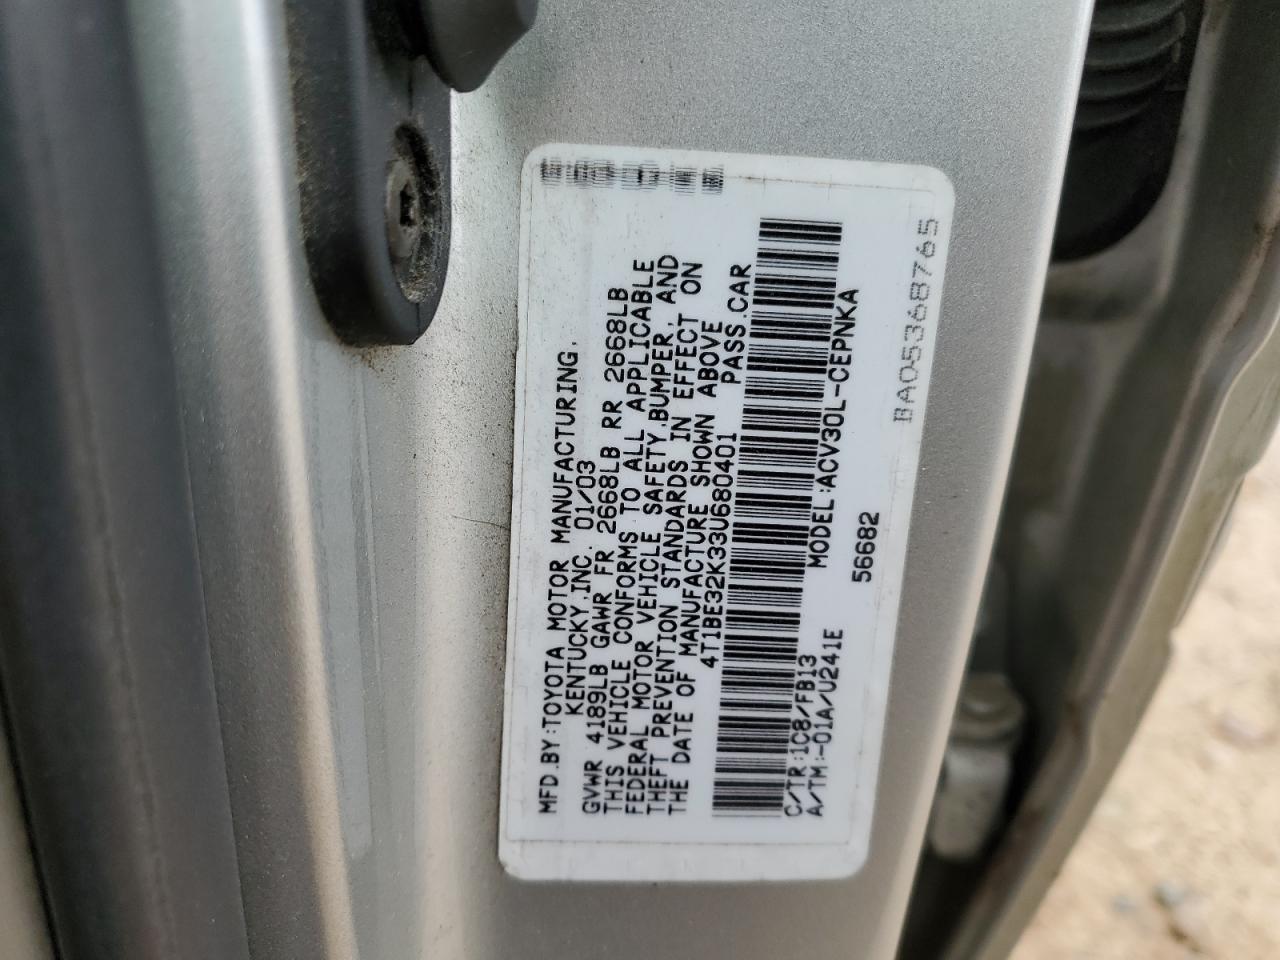 MFD.BY:TOYOTA MOTOR MANUFACTURING,
KENTUCKY,INC. 01/03
GVWR 4189LB GAWR FR 2668LB RR 2668LB
THIS VEHICLE CONFORMS TO ALL APPLICABLE
FEDERAL MOTOR VEHICLE SAFETY,BUMPER, AND
THEFT PREVENTION STANDARDS IN EFFECT ON
THE DATE OF MANUFACTURE SHOWN ABOVE
4T1BE32K33U680401 PASS.CAR
C/TR:1C8/FB13 MODEL:ACV30L-CEPNKA
A/TM:-01A/U241E 56682
BA0536B765